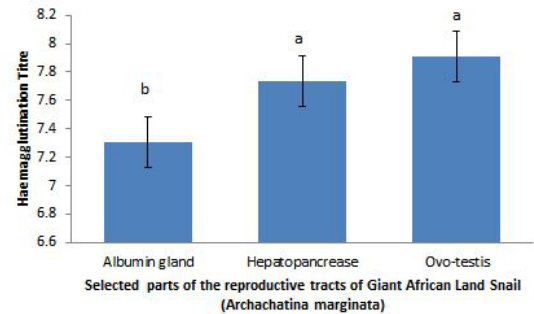 8.2
8
7.8
7.6
7.4
7.2
7
6.8
6.6
Haemagglutination Titre
b
a
a
Albumin gland
Hepatopancrease
Ovo-testis
Selected parts of the reproductive tracts of Giant African Land Snail
(Archachatina marginata)